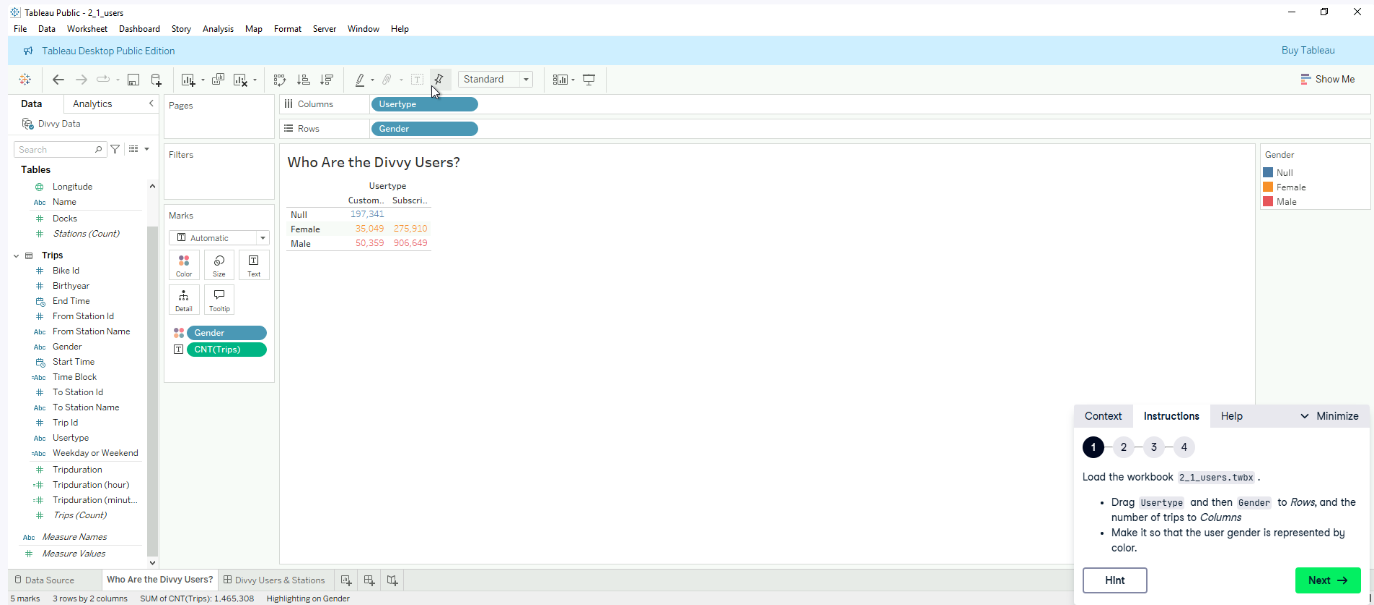 Tableau Public - 2_1_users
File Data Worksheet Dashboard Story Analysis Map Format Server Window Help
Tableau Desktop Public Edition
Buy Tableau
Standard
Show Me
Data Analytics
Divvy Data
Search
Tables
Longitude
Abc Name
Docks
Stations (Count)
Trips
Bike Id
Birthyear
End Time
From Station Id
Abc From Station Name
Abc Gender
Start Time
=Abc Time Block
To Station Id
Abc To Station Name
Trip Id
Abc Usertype
=Abc Weekday or Weekend
Tripduration
Tripduration (hour)
Tripduration (minut...
Trips (Count)
Abc Measure Names
Measure Values
Pages
Filters
Marks
Automatic
Color Size Text
Detail Tooltip
Gender
CNT(Trips)
Columns Usertype
Rows Gender
Who Are the Divvy Users?
Usertype
Custom.. Subscri..
Null 197,341
Female 35,049 275,910
Male 50,359 906,649
Gender
Null
Female
Male
Context Instructions Help Minimize
1 2 3 4
Load the workbook 2_1_users.twbx .
• Drag Usertype and then Gender to Rows, and the
number of trips to Columns
• Make it so that the user gender is represented by
color.
Hint Next →
Data Source Who Are the Divvy Users? Divvy Users & Stations
5 marks 3 rows by 2 columns SUM of CNT(Trips): 1,465,308 Highlighting on Gender